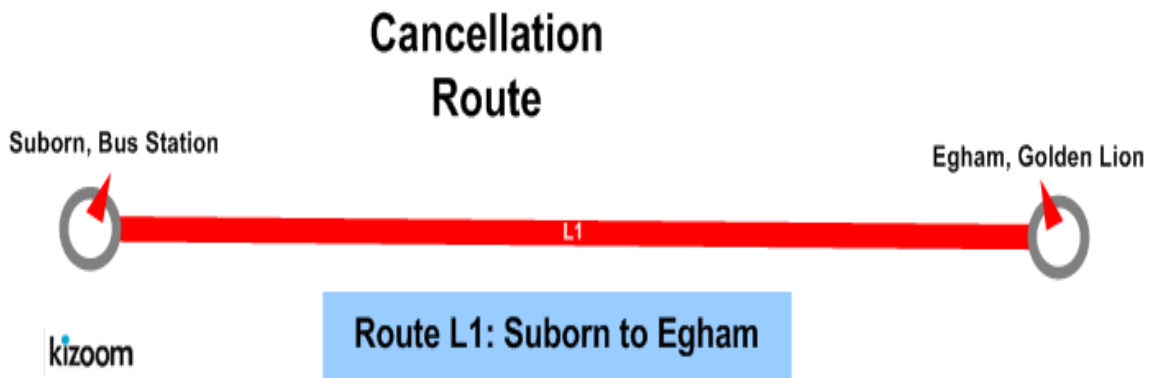 Cancellation
Route
Suborn, Bus Station
Egham, Golden Lion
L1
Route L1: Suborn to Egham
kizoom